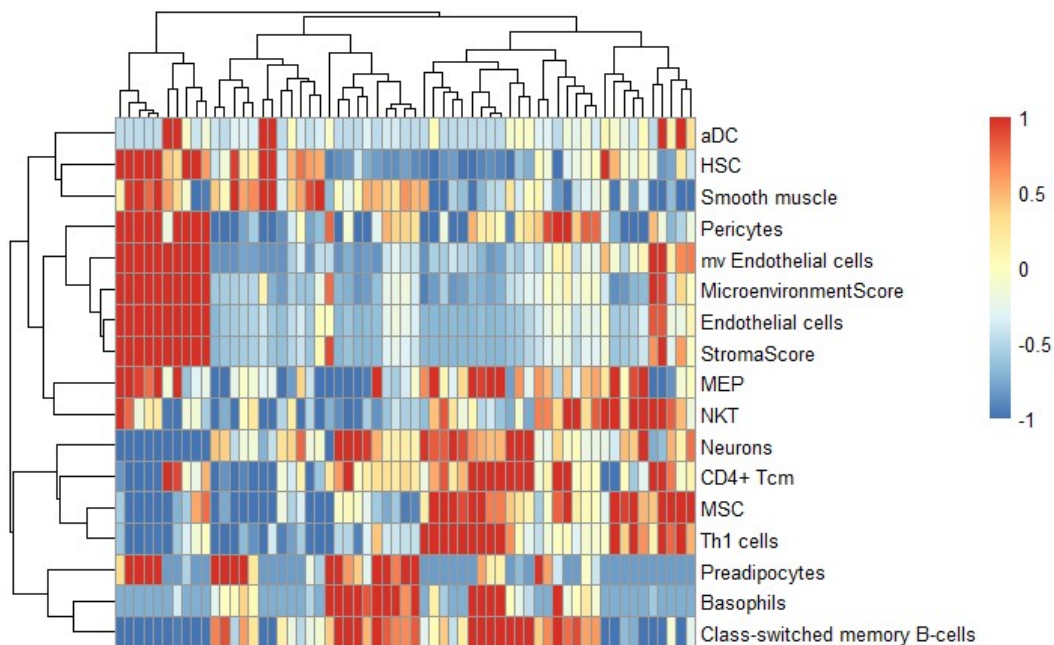 aDC
HSC
Smooth muscle
Pericytes
mv Endothelial cells
MicroenvironmentScore
Endothelial cells
StromaScore
MEP
NKT
Neurons
CD4+ Tcm
MSC
Th1 cells
Preadipocytes
Basophils
Class-switched memory B-cells
1
0.5
0
-0.5
-1